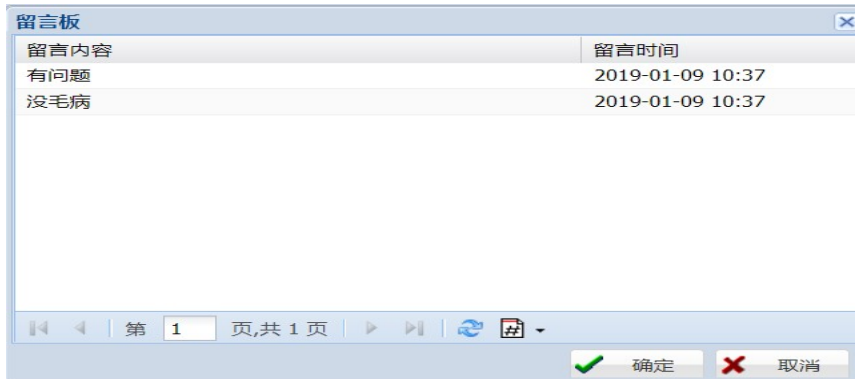 留言板
留言内容 留言时间
有问题 2019-01-09 10:37
没毛病 2019-01-09 10:37
第 1 页,共 1 页
确定 取消